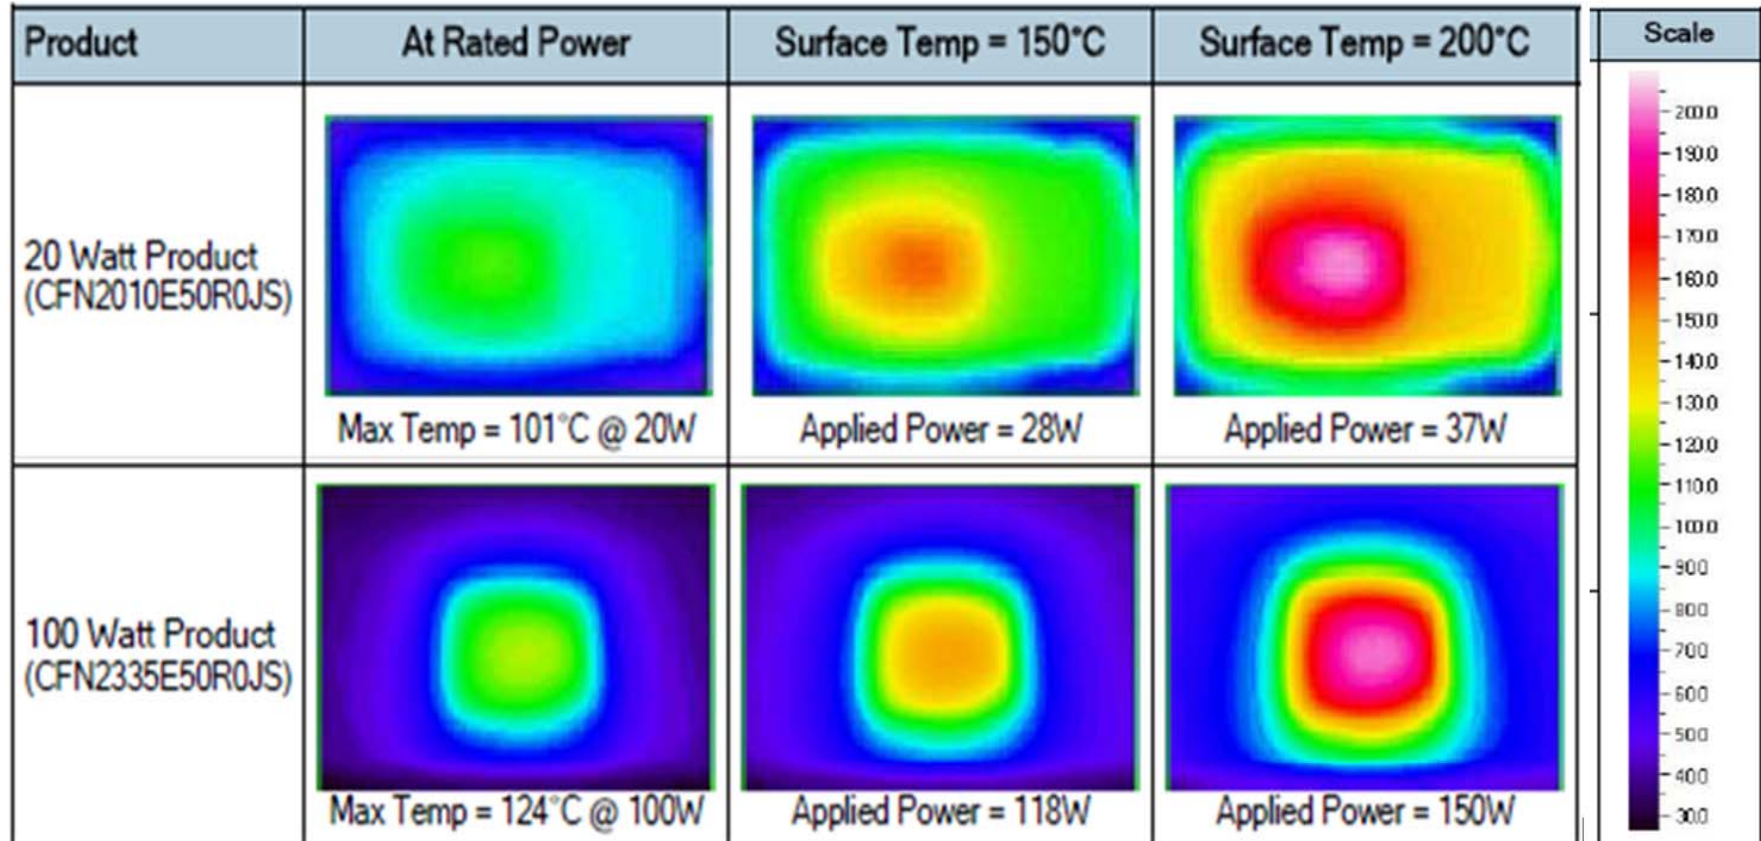 Product At Rated Power Surface Temp = 150°C Surface Temp = 200°C Scale
20 Watt Product
(CFN2010E50R0JS)
Max Temp = 101°C @ 20W Applied Power = 28W Applied Power = 37W
100 Watt Product
(CFN2335E50R0JS)
Max Temp = 124°C @ 100W Applied Power = 118W Applied Power = 150W
200.0
190.0
180.0
170.0
160.0
150.0
140.0
130.0
120.0
110.0
100.0
90.0
80.0
70.0
60.0
50.0
40.0
30.0